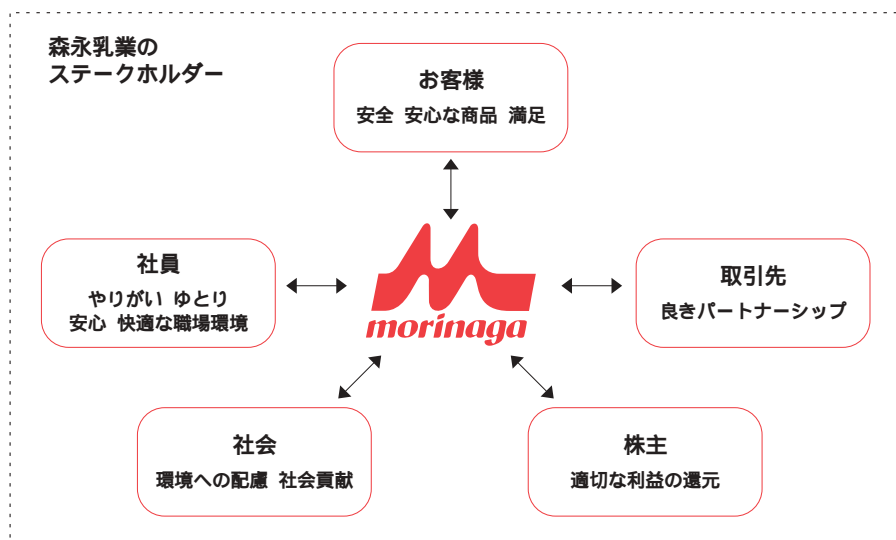 森永乳業の
ステークホルダー
お客様
安全 安心な商品 満足
社員
やりがい ゆとり
安心 快適な職場環境
morinaga
取引先
良きパートナーシップ
社会
環境への配慮 社会貢献
株主
適切な利益の還元